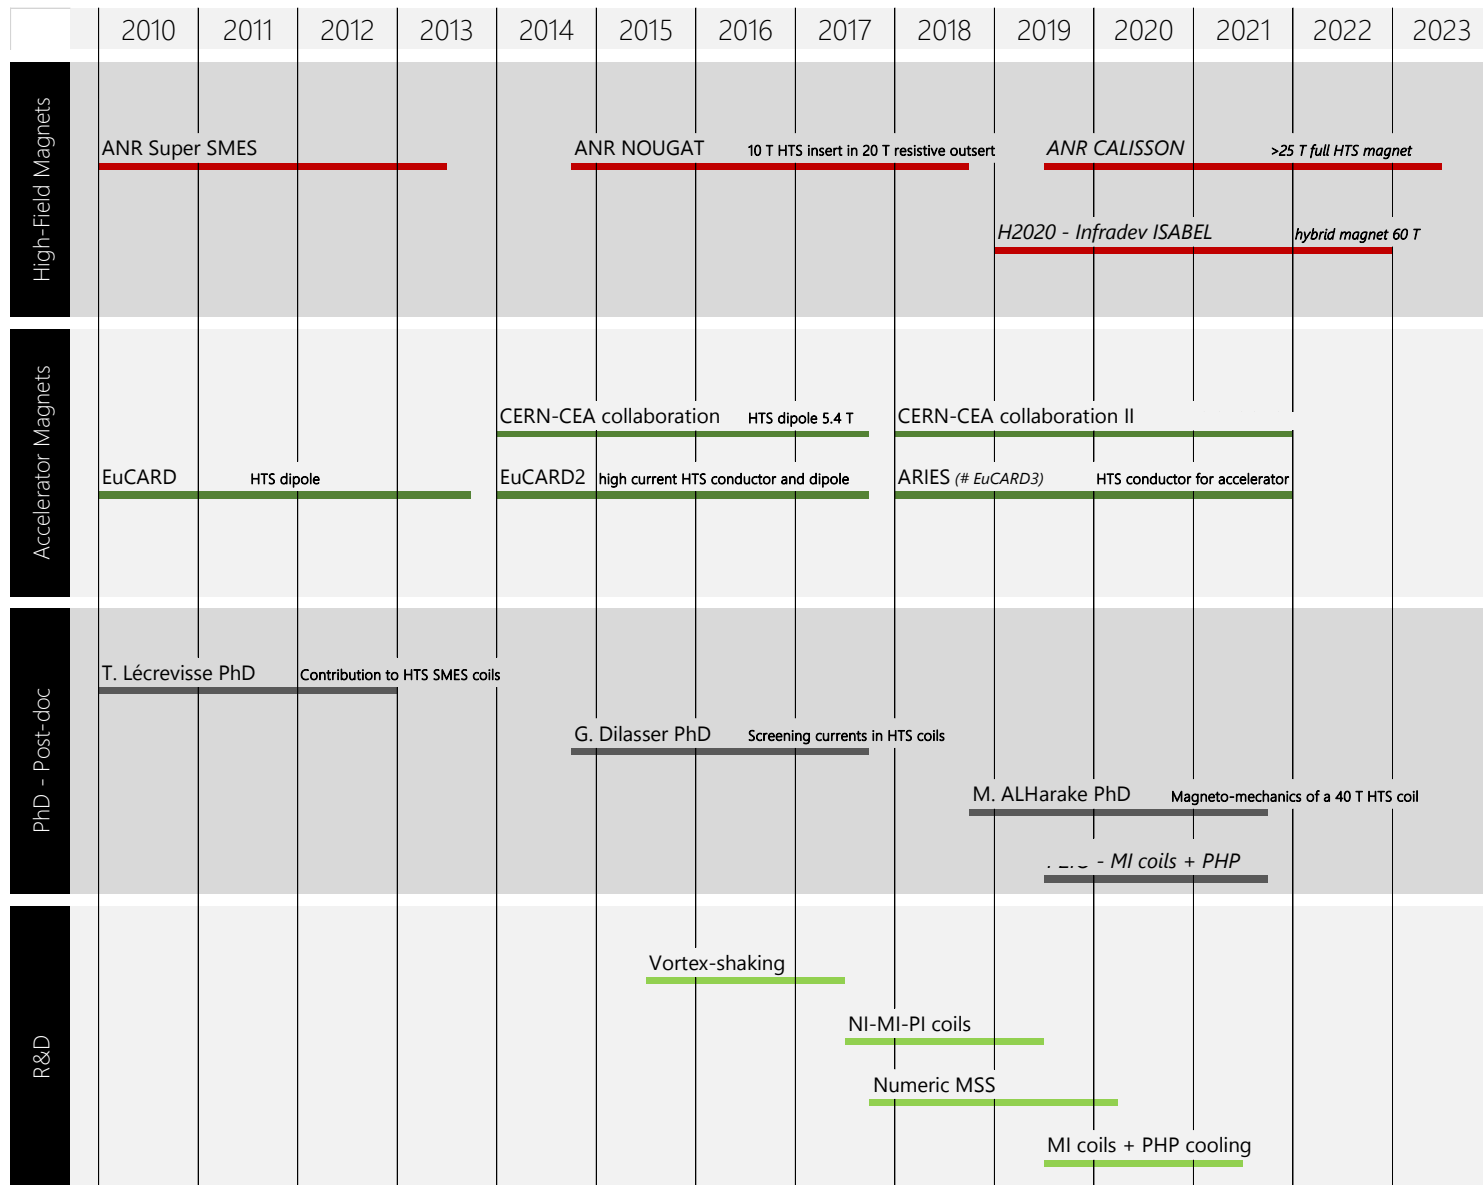 2010 2011 2012 2013 2014 2015 2016 2017 2018 2019 2020 2021 2022 2023
High-Field Magnets
ANR Super SMES
ANR NOUGAT 10 T HTS insert in 20 T resistive outsert
ANR CALISSON >25 T full HTS magnet
H2020 - Infradev ISABEL hybrid magnet 60 T
Accelerator Magnets
CERN-CEA collaboration HTS dipole 5.4 T
CERN-CEA collaboration II
EuCARD HTS dipole
EuCARD2 high current HTS conductor and dipole
ARIES (# EuCARD3) HTS conductor for accelerator
PhD - Post-doc
T. Lécrevisse PhD Contribution to HTS SMES coils
G. Dilasser PhD Screening currents in HTS coils
M. ALHarake PhD Magneto-mechanics of a 40 T HTS coil
- MI coils + PHP
R&D
Vortex-shaking
NI-MI-PI coils
Numeric MSS
MI coils + PHP cooling